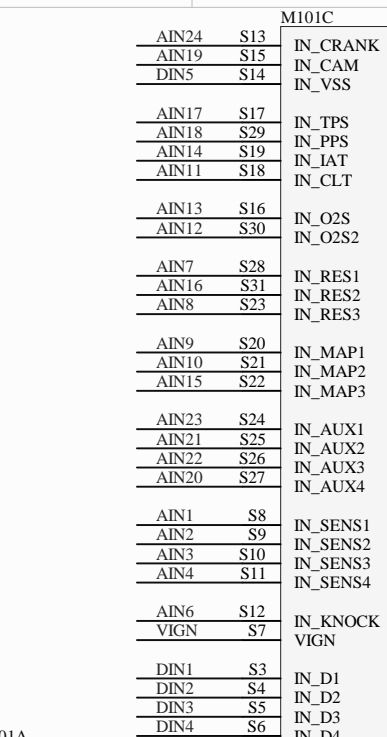 M101C
AIN24 S13 IN_CRANK
AIN19 S15 IN_CAM
DIN5 S14 IN_VSS
AIN17 S17 IN_TPS
AIN18 S29 IN_PPS
AIN14 S19 IN_IAT
AIN11 S18 IN_CLT
AIN13 S16 IN_O2S
AIN12 S30 IN_O2S2
AIN7 S28 IN_RES1
AIN16 S31 IN_RES2
AIN8 S23 IN_RES3
AIN9 S20 IN_MAP1
AIN10 S21 IN_MAP2
AIN15 S22 IN_MAP3
AIN23 S24 IN_AUX1
AIN21 S25 IN_AUX2
AIN22 S26 IN_AUX3
AIN20 S27 IN_AUX4
AIN1 S8 IN_SENS1
AIN2 S9 IN_SENS2
AIN3 S10 IN_SENS3
AIN4 S11 IN_SENS4
AIN6 S12 IN_KNOCK
VIGN S7 VIGN
DIN1 S3 IN_D1
DIN2 S4 IN_D2
DIN3 S5 IN_D3
DIN4 S6 IN_D4